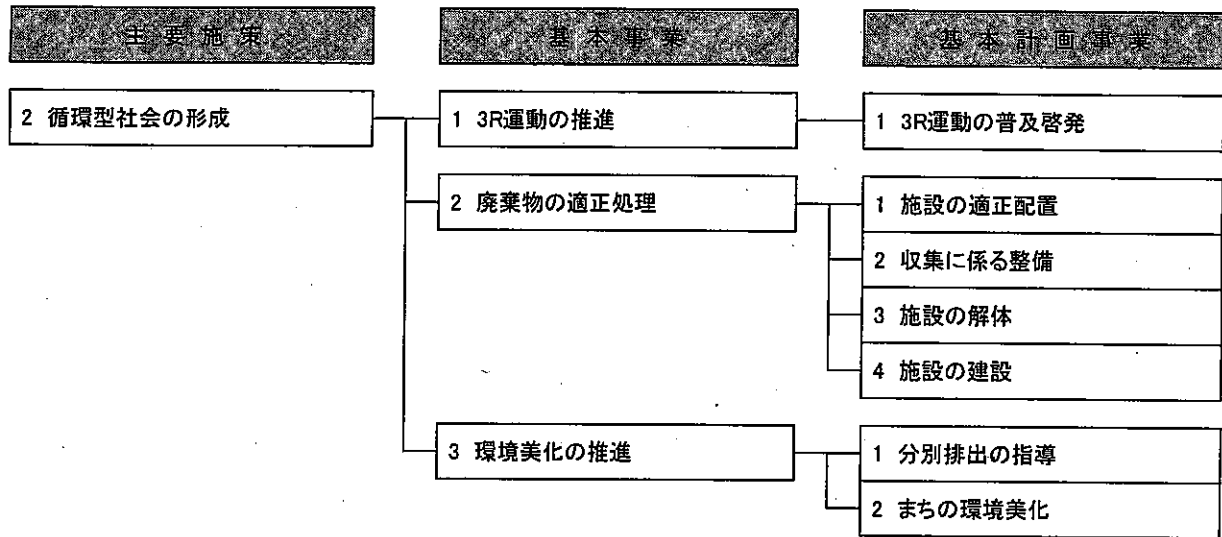 主要施策
基本事業
基本計画事業
2 循環型社会の形成
1 3R運動の推進
1 3R運動の普及啓発
2 廃棄物の適正処理
1 施設の適正配置
2 収集に係る整備
3 施設の解体
4 施設の建設
3 環境美化の推進
1 分別排出の指導
2 まちの環境美化